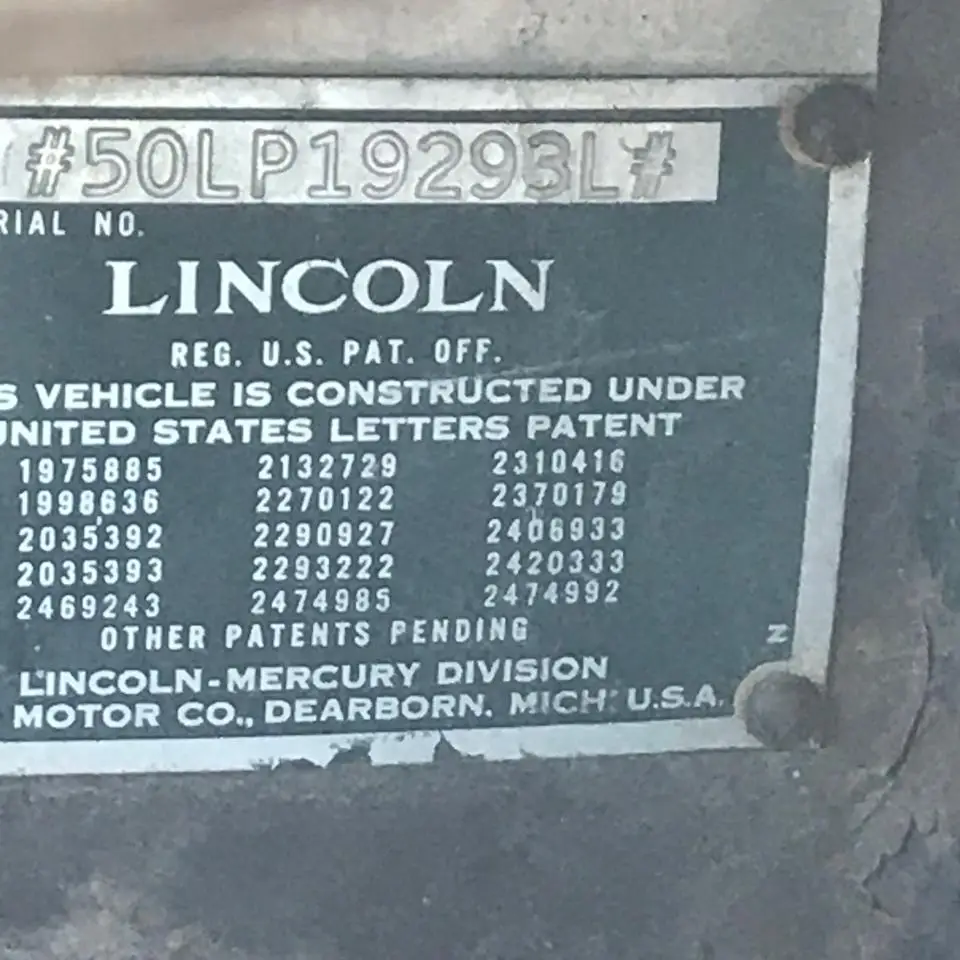 #50LP19293L#
RIAL NO.
LINCOLN
REG. U.S. PAT. OFF.
S VEHICLE IS CONSTRUCTED UNDER
UNITED STATES LETTERS PATENT
1975885 2132729 2310416
1998636 2270122 2370179
2035392 2290927 2406933
2035393 2293222 2420333
2469243 2474985 2474992
OTHER PATENTS PENDING
N
LINCOLN-MERCURY DIVISION
MOTOR CO., DEARBORN. MICH. U.S.A.